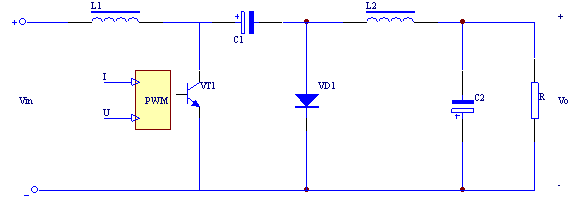 L1
L2
+
+
+
C1
I
VT1
VD1
Vin
PWM
U
C2
R
Vo
+
-
-